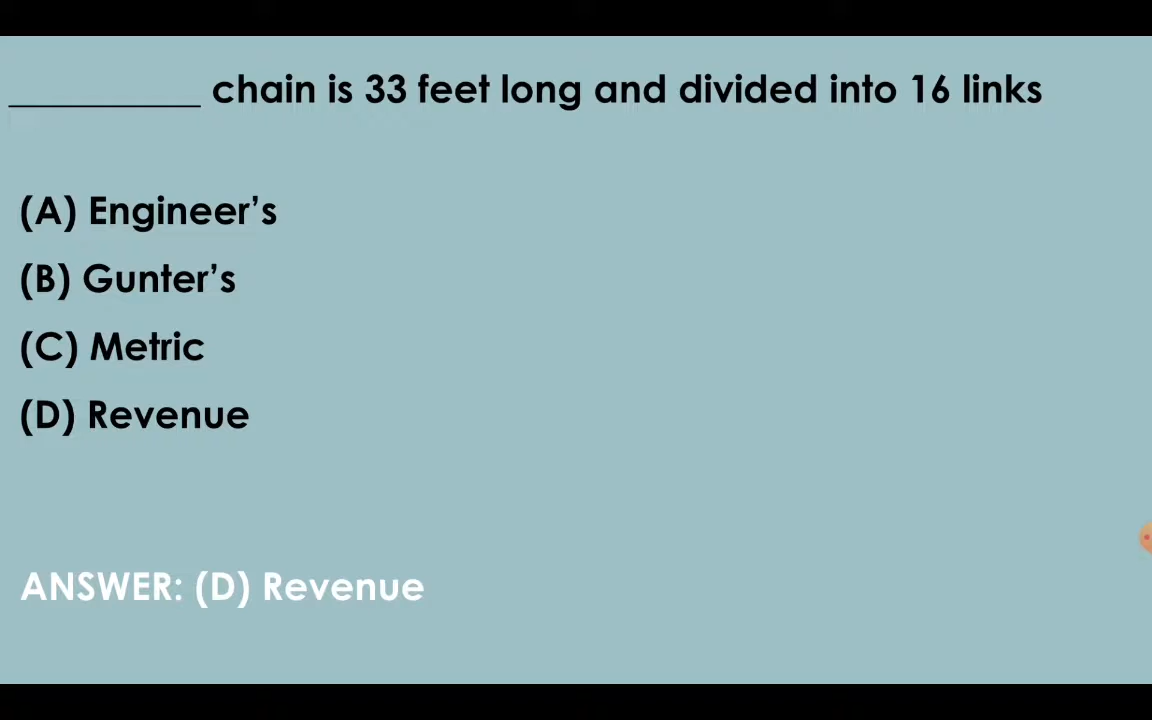 __________ chain is 33 feet long and divided into 16 links
(A) Engineer’s
(B) Gunter’s
(C) Metric
(D) Revenue
ANSWER: (D) Revenue